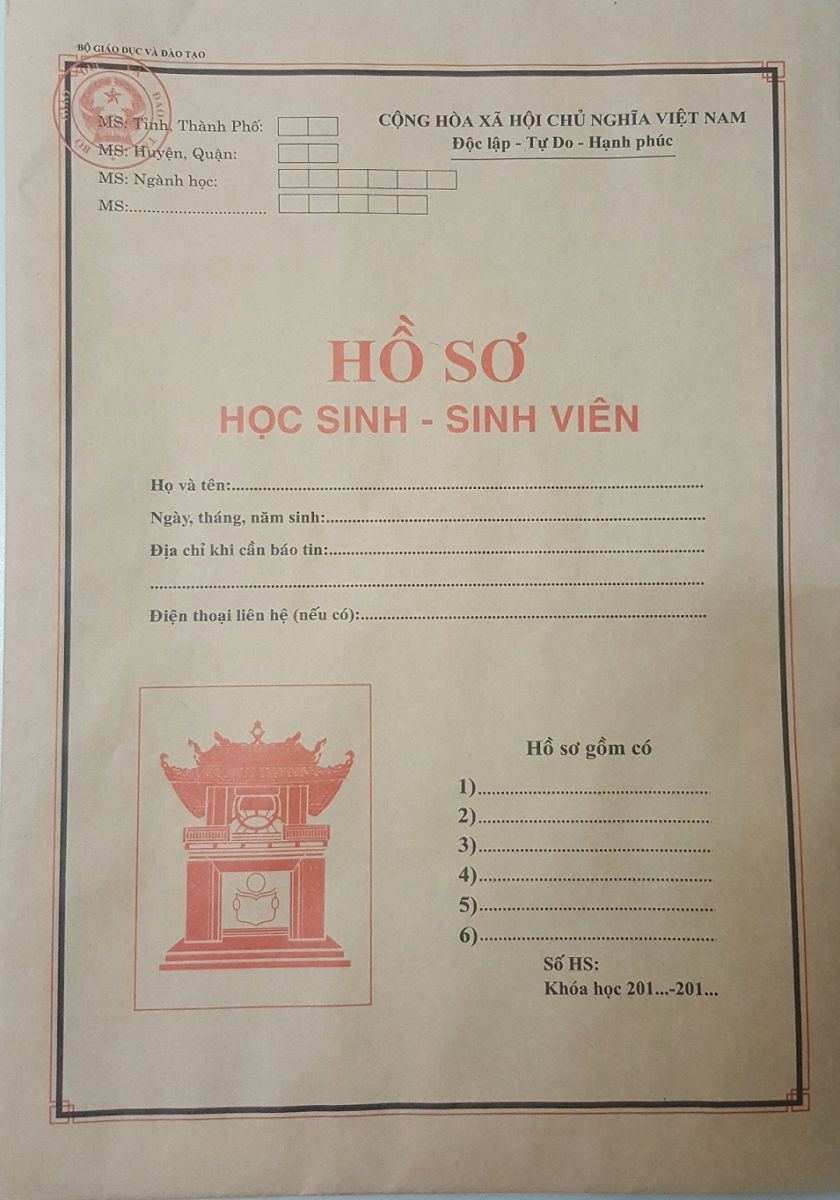 BỘ GIÁO DỤC VÀ ĐÀO TẠO
MS: Tỉnh, Thành Phố:
MS: Huyện, Quận:
MS: Ngành học:
MS:...............................
CỘNG HÒA XÃ HỘI CHỦ NGHĨA VIỆT NAM
Độc lập - Tự Do - Hạnh phúc
HỒ SƠ
HỌC SINH - SINH VIÊN
Họ và tên:................................................................
Ngày, tháng, năm sinh:................................................................
Địa chỉ khi cần báo tin:................................................................
................................................................
Điện thoại liên hệ (nếu có):................................................................
Hồ sơ gồm có
1)................................................
2)................................................
3)................................................
4)................................................
5)................................................
6)................................................
Số HS:
Khóa học 201...-201...